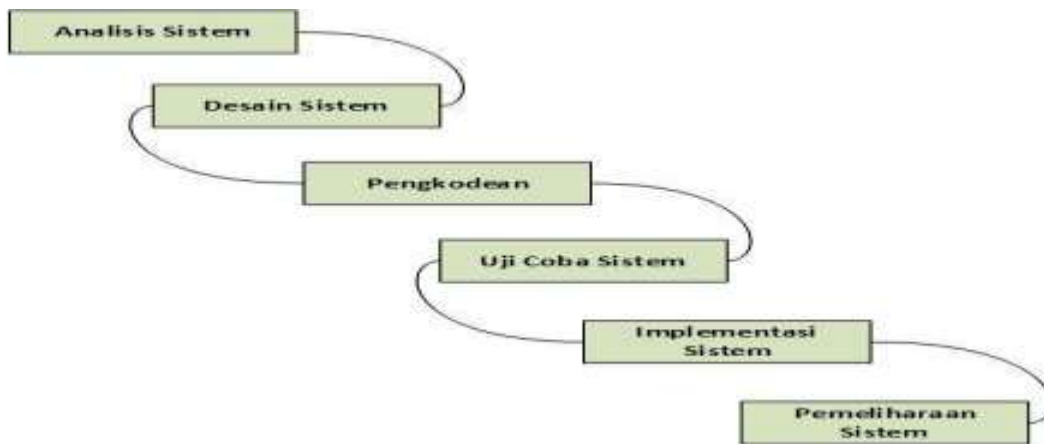 Analisis Sistem
Desain Sistem
Pengkodean
Uji Coba Sistem
Implementasi
Sistem
Pemeliharaan
Sistem